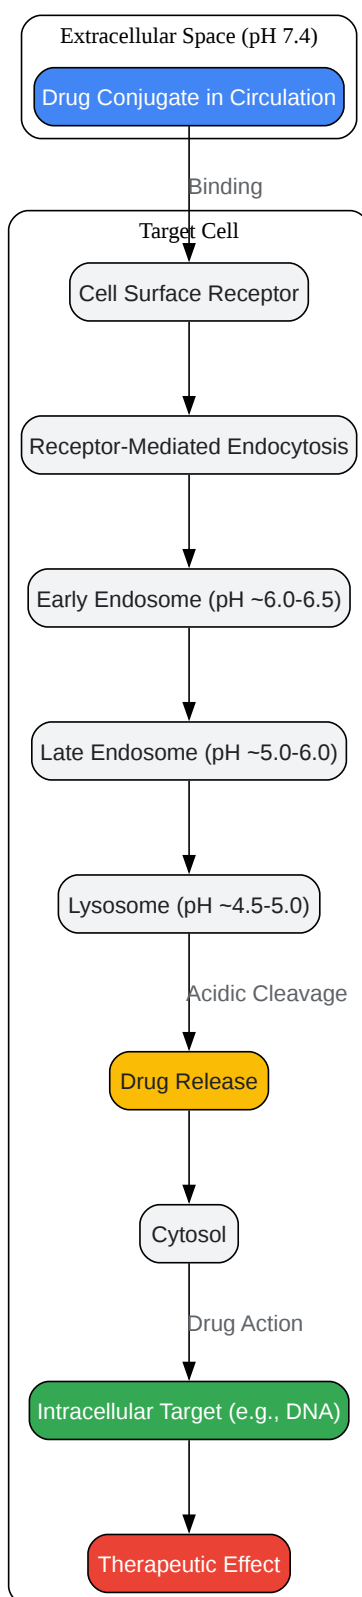 Extracellular Space (pH 7.4)
Drug Conjugate in Circulation
Binding
Target Cell
Cell Surface Receptor
Receptor-Mediated Endocytosis
Early Endosome (pH ~6.0-6.5)
Late Endosome (pH ~5.0-6.0)
Lysosome (pH ~4.5-5.0)
Acidic Cleavage
Drug Release
Cytosol
Drug Action
Intracellular Target (e.g., DNA)
Therapeutic Effect